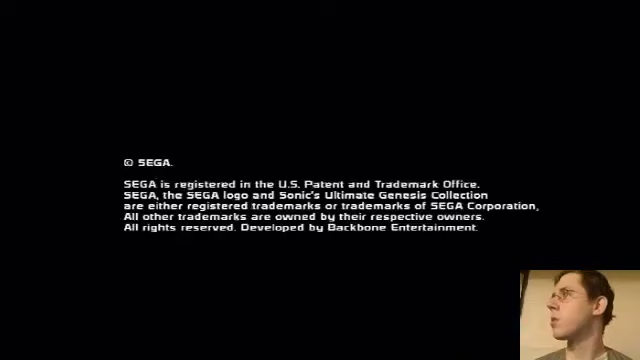 © SEGA.
SEGA is registered in the U.S. Patent and Trademark Office.
SEGA, the SEGA logo and Sonic's Ultimate Genesis Collection
are either registered trademarks or trademarks of SEGA Corporation.
All other trademarks are owned by their respective owners.
All rights reserved. Developed by Backbone Entertainment.